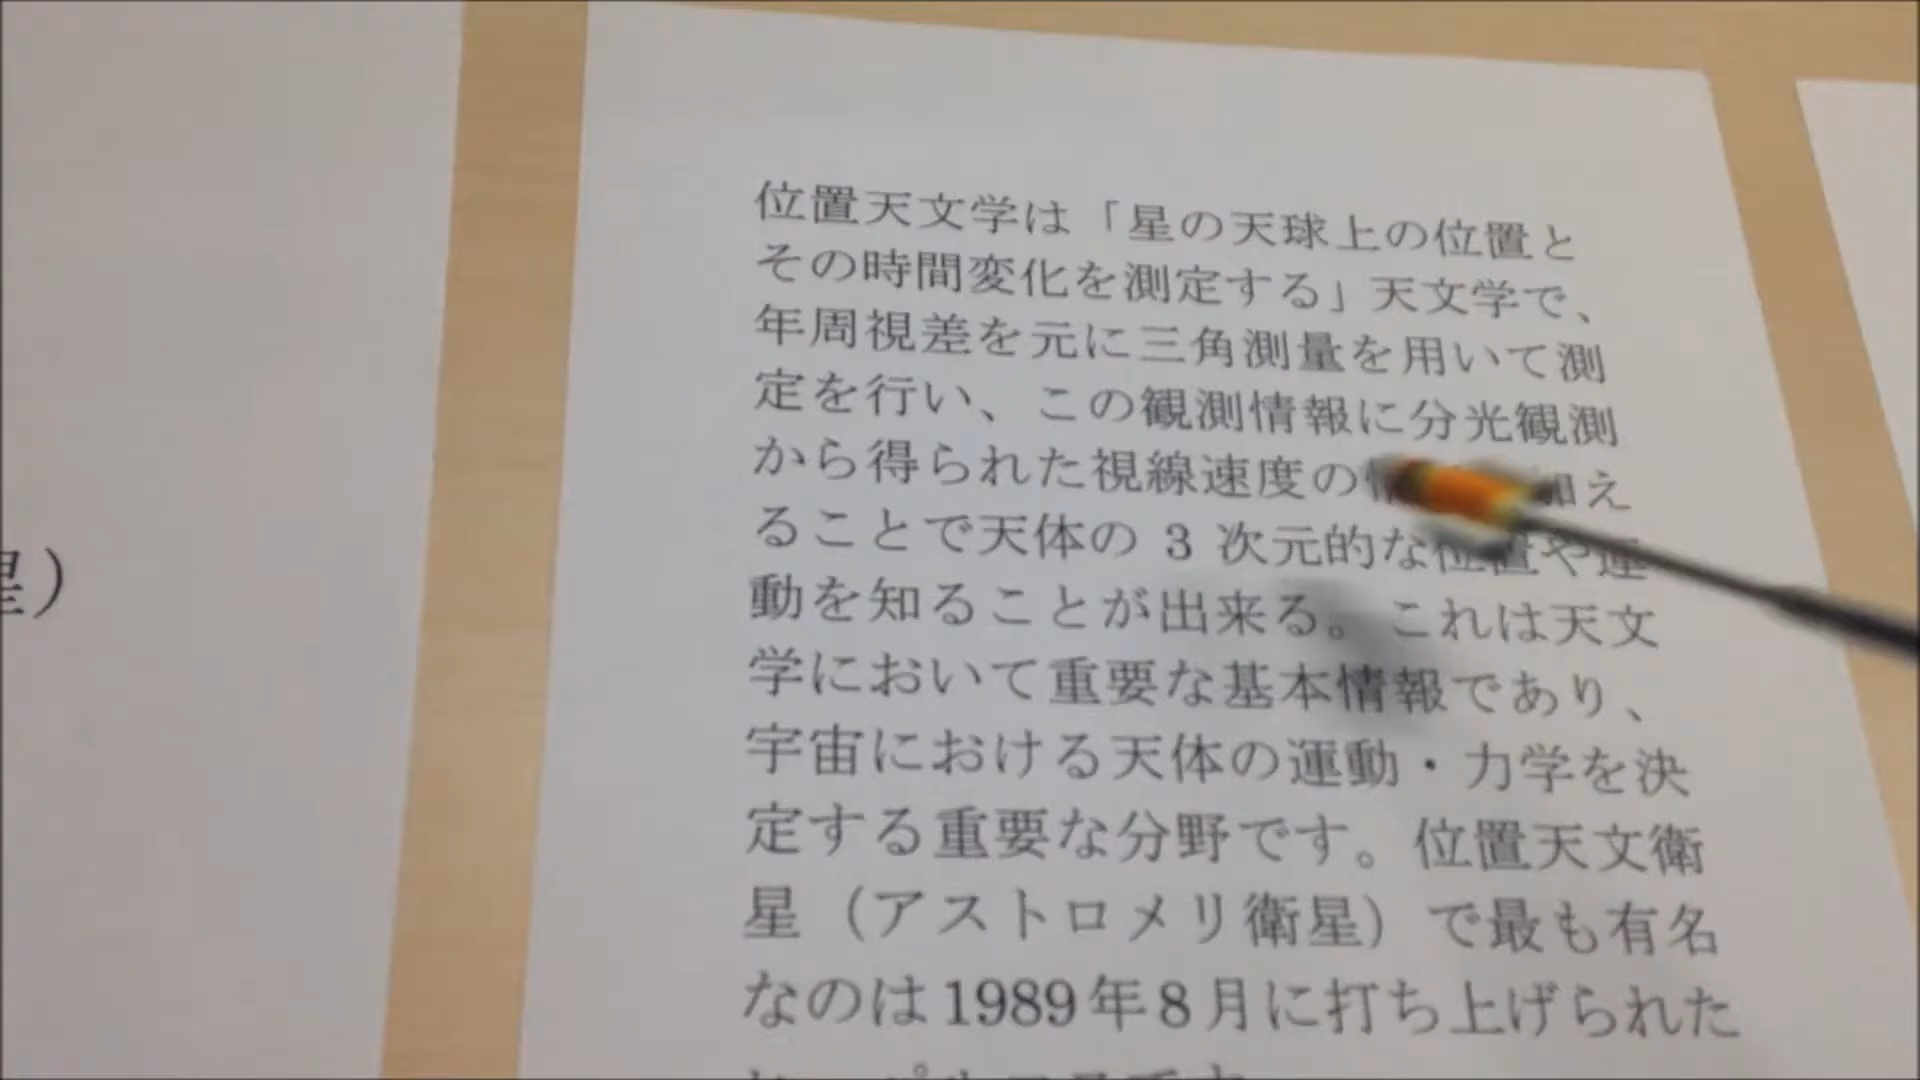 星）
位置天文学は「星の天球上の位置と
その時間変化を測定する」天文学で、
年周視差を元に三角測量を用いて測
定を行い、この観測情報に分光観測
から得られた視線速度の 加え
ることで天体の 3 次元的な位置や運
動を知ることが出来る。これは天文
学において重要な基本情報であり、
宇宙における天体の運動・力学を決
定する重要な分野です。位置天文衛
星（アストロメリ衛星）で最も有名
なのは1989年8月に打ち上げられた